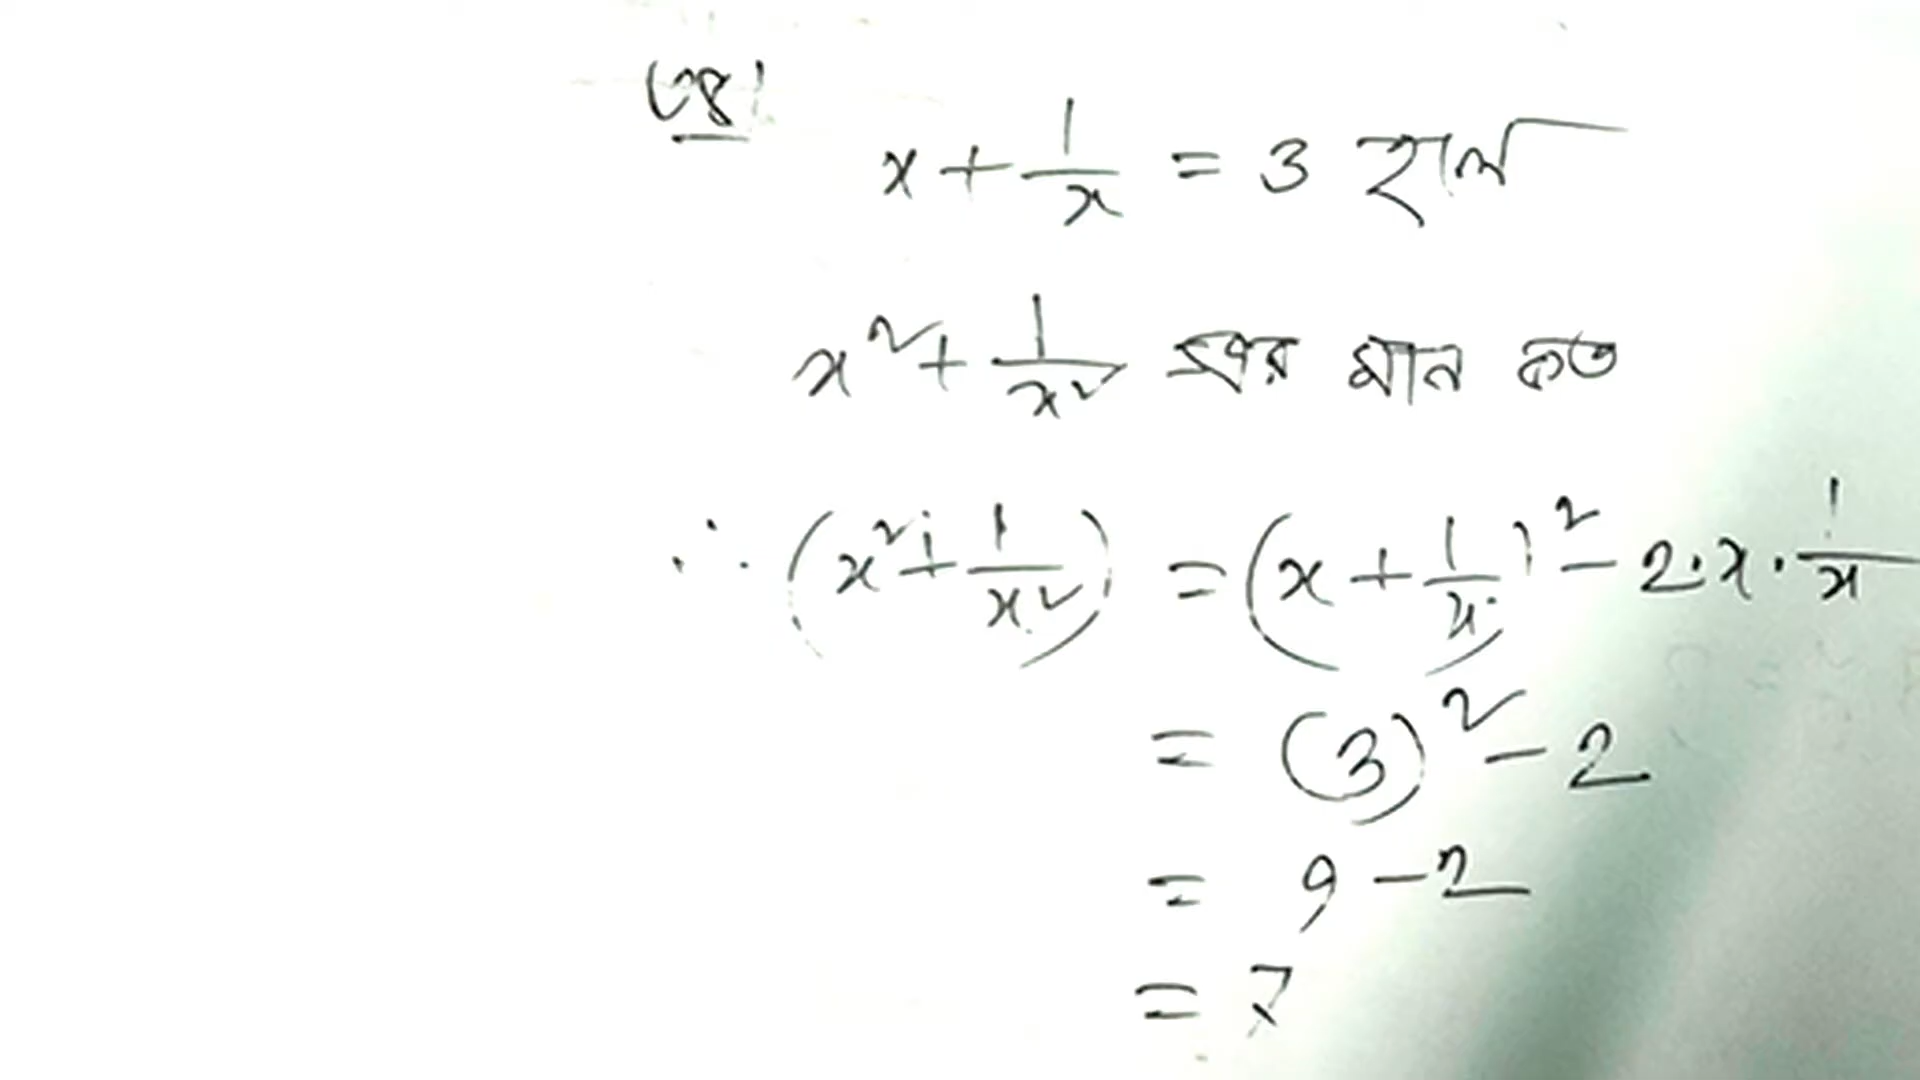 ৩৪।
x + 1/x = 3 হলে
x² + 1/x² এর মান কত
∴ (x² + 1/x²) = (x + 1/x)² - 2·x·1/x
= (3)² - 2
= 9 - 2
= 7